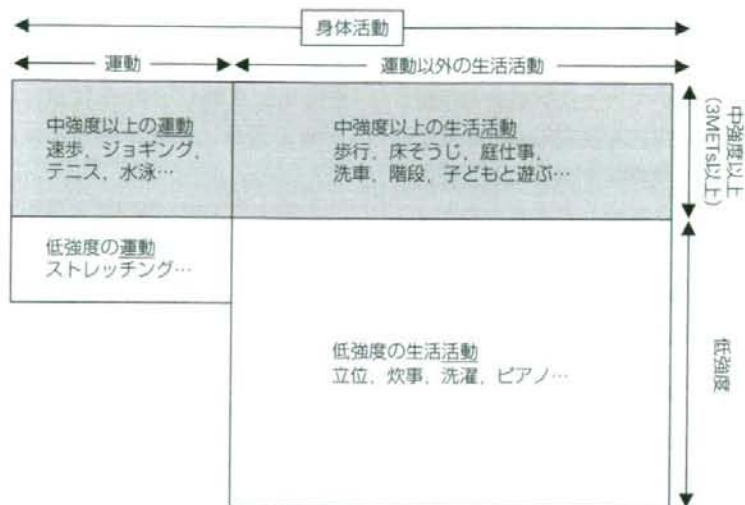 身体活動
運動
運動以外の生活活動
中強度以上の運動
速歩，ジョギング，
テニス，水泳…
中強度以上の生活活動
歩行，床そうじ，庭仕事，
洗車，階段，子どもと遊ぶ…
中強度以上
(3METs以上)
低強度の運動
ストレッチング…
低強度の生活活動
立位，炊事，洗濯，ピアノ…
低強度